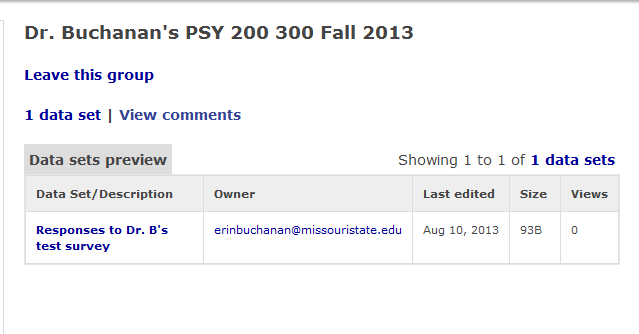 Dr. Buchanan's PSY 200 300 Fall 2013
Leave this group
1 data set | View comments
Data sets preview
Showing 1 to 1 of 1 data sets
Data Set/Description Owner Last edited Size Views
Responses to Dr. B's erinbuchanan@missouristate.edu Aug 10, 2013 93B 0
test survey